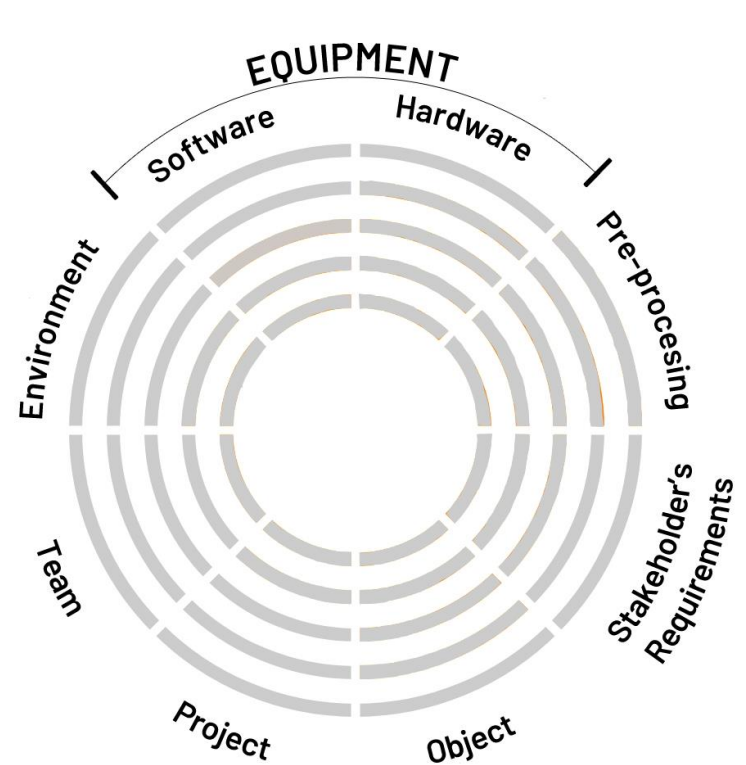 EQUIPMENT
Software
Hardware
Environment
Pre-procesing
Team
Stakeholder's
Requirements
Project
Object